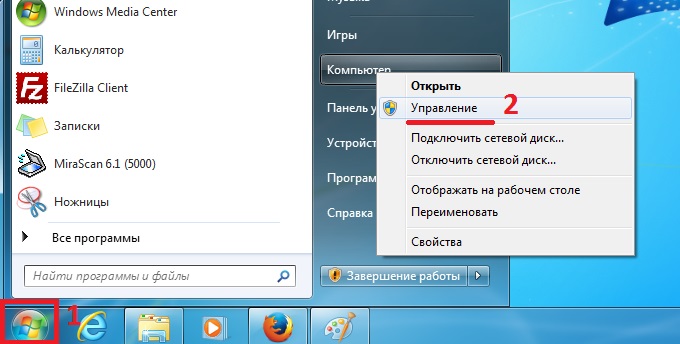 Windows Media Center
Калькулятор
FileZilla Client
Записки
MiraScan 6.1 (5000)
Ножницы
Все программы
Найти программы и файлы
Игры
Компьютер
Панель у
Устройст
Програм
Справка
Завершение работы
Открыть
Управление
2
Подключить сетевой диск...
Отключить сетевой диск...
Отображать на рабочем столе
Переименовать
Свойства
1